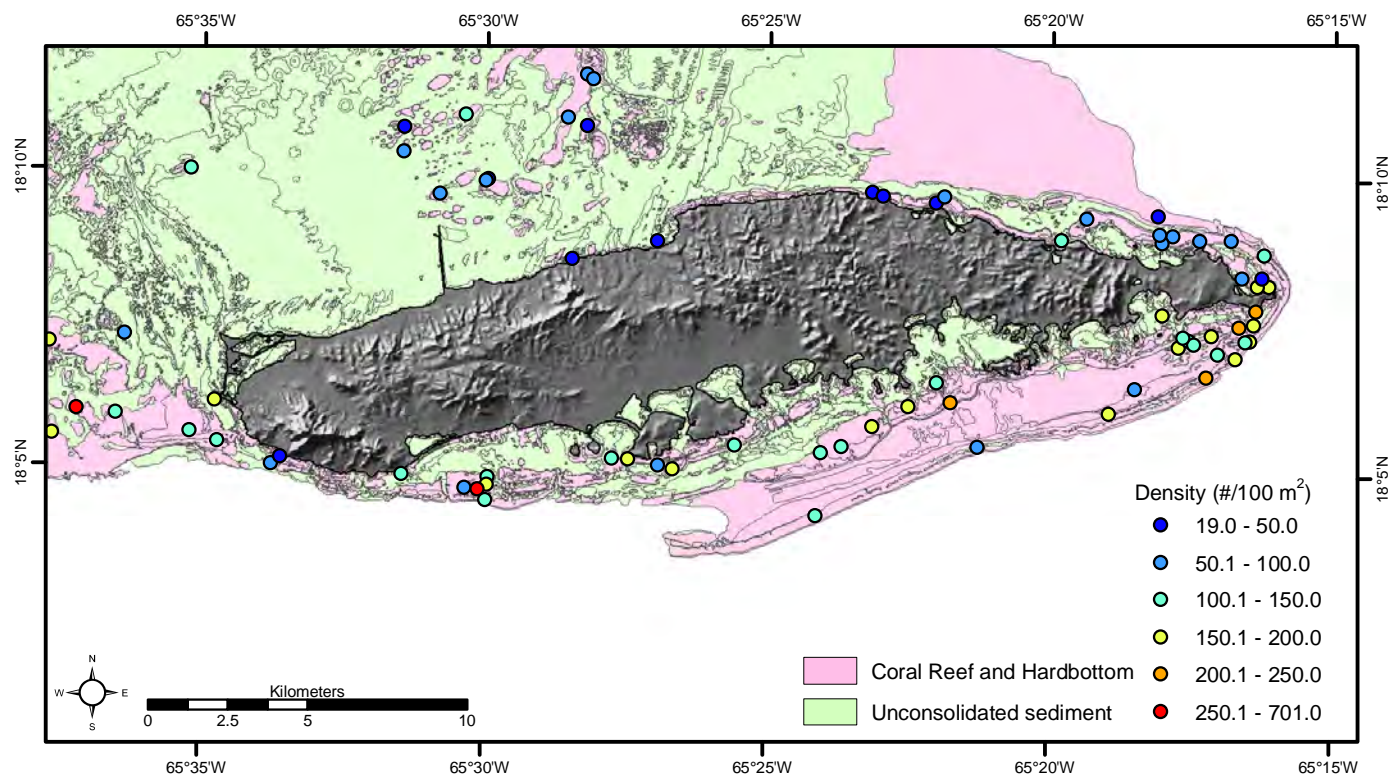 65°35'W 65°30'W 65°25'W 65°20'W 65°15'W
18°10'N 18°10'N
18°5'N 18°5'N
Density (#/100 m²)
19.0 - 50.0
50.1 - 100.0
100.1 - 150.0
150.1 - 200.0
200.1 - 250.0
250.1 - 701.0
Coral Reef and Hardbottom
Unconsolidated sediment
N
W E
S
Kilometers
0 2.5 5 10
65°35'W 65°30'W 65°25'W 65°20'W 65°15'W